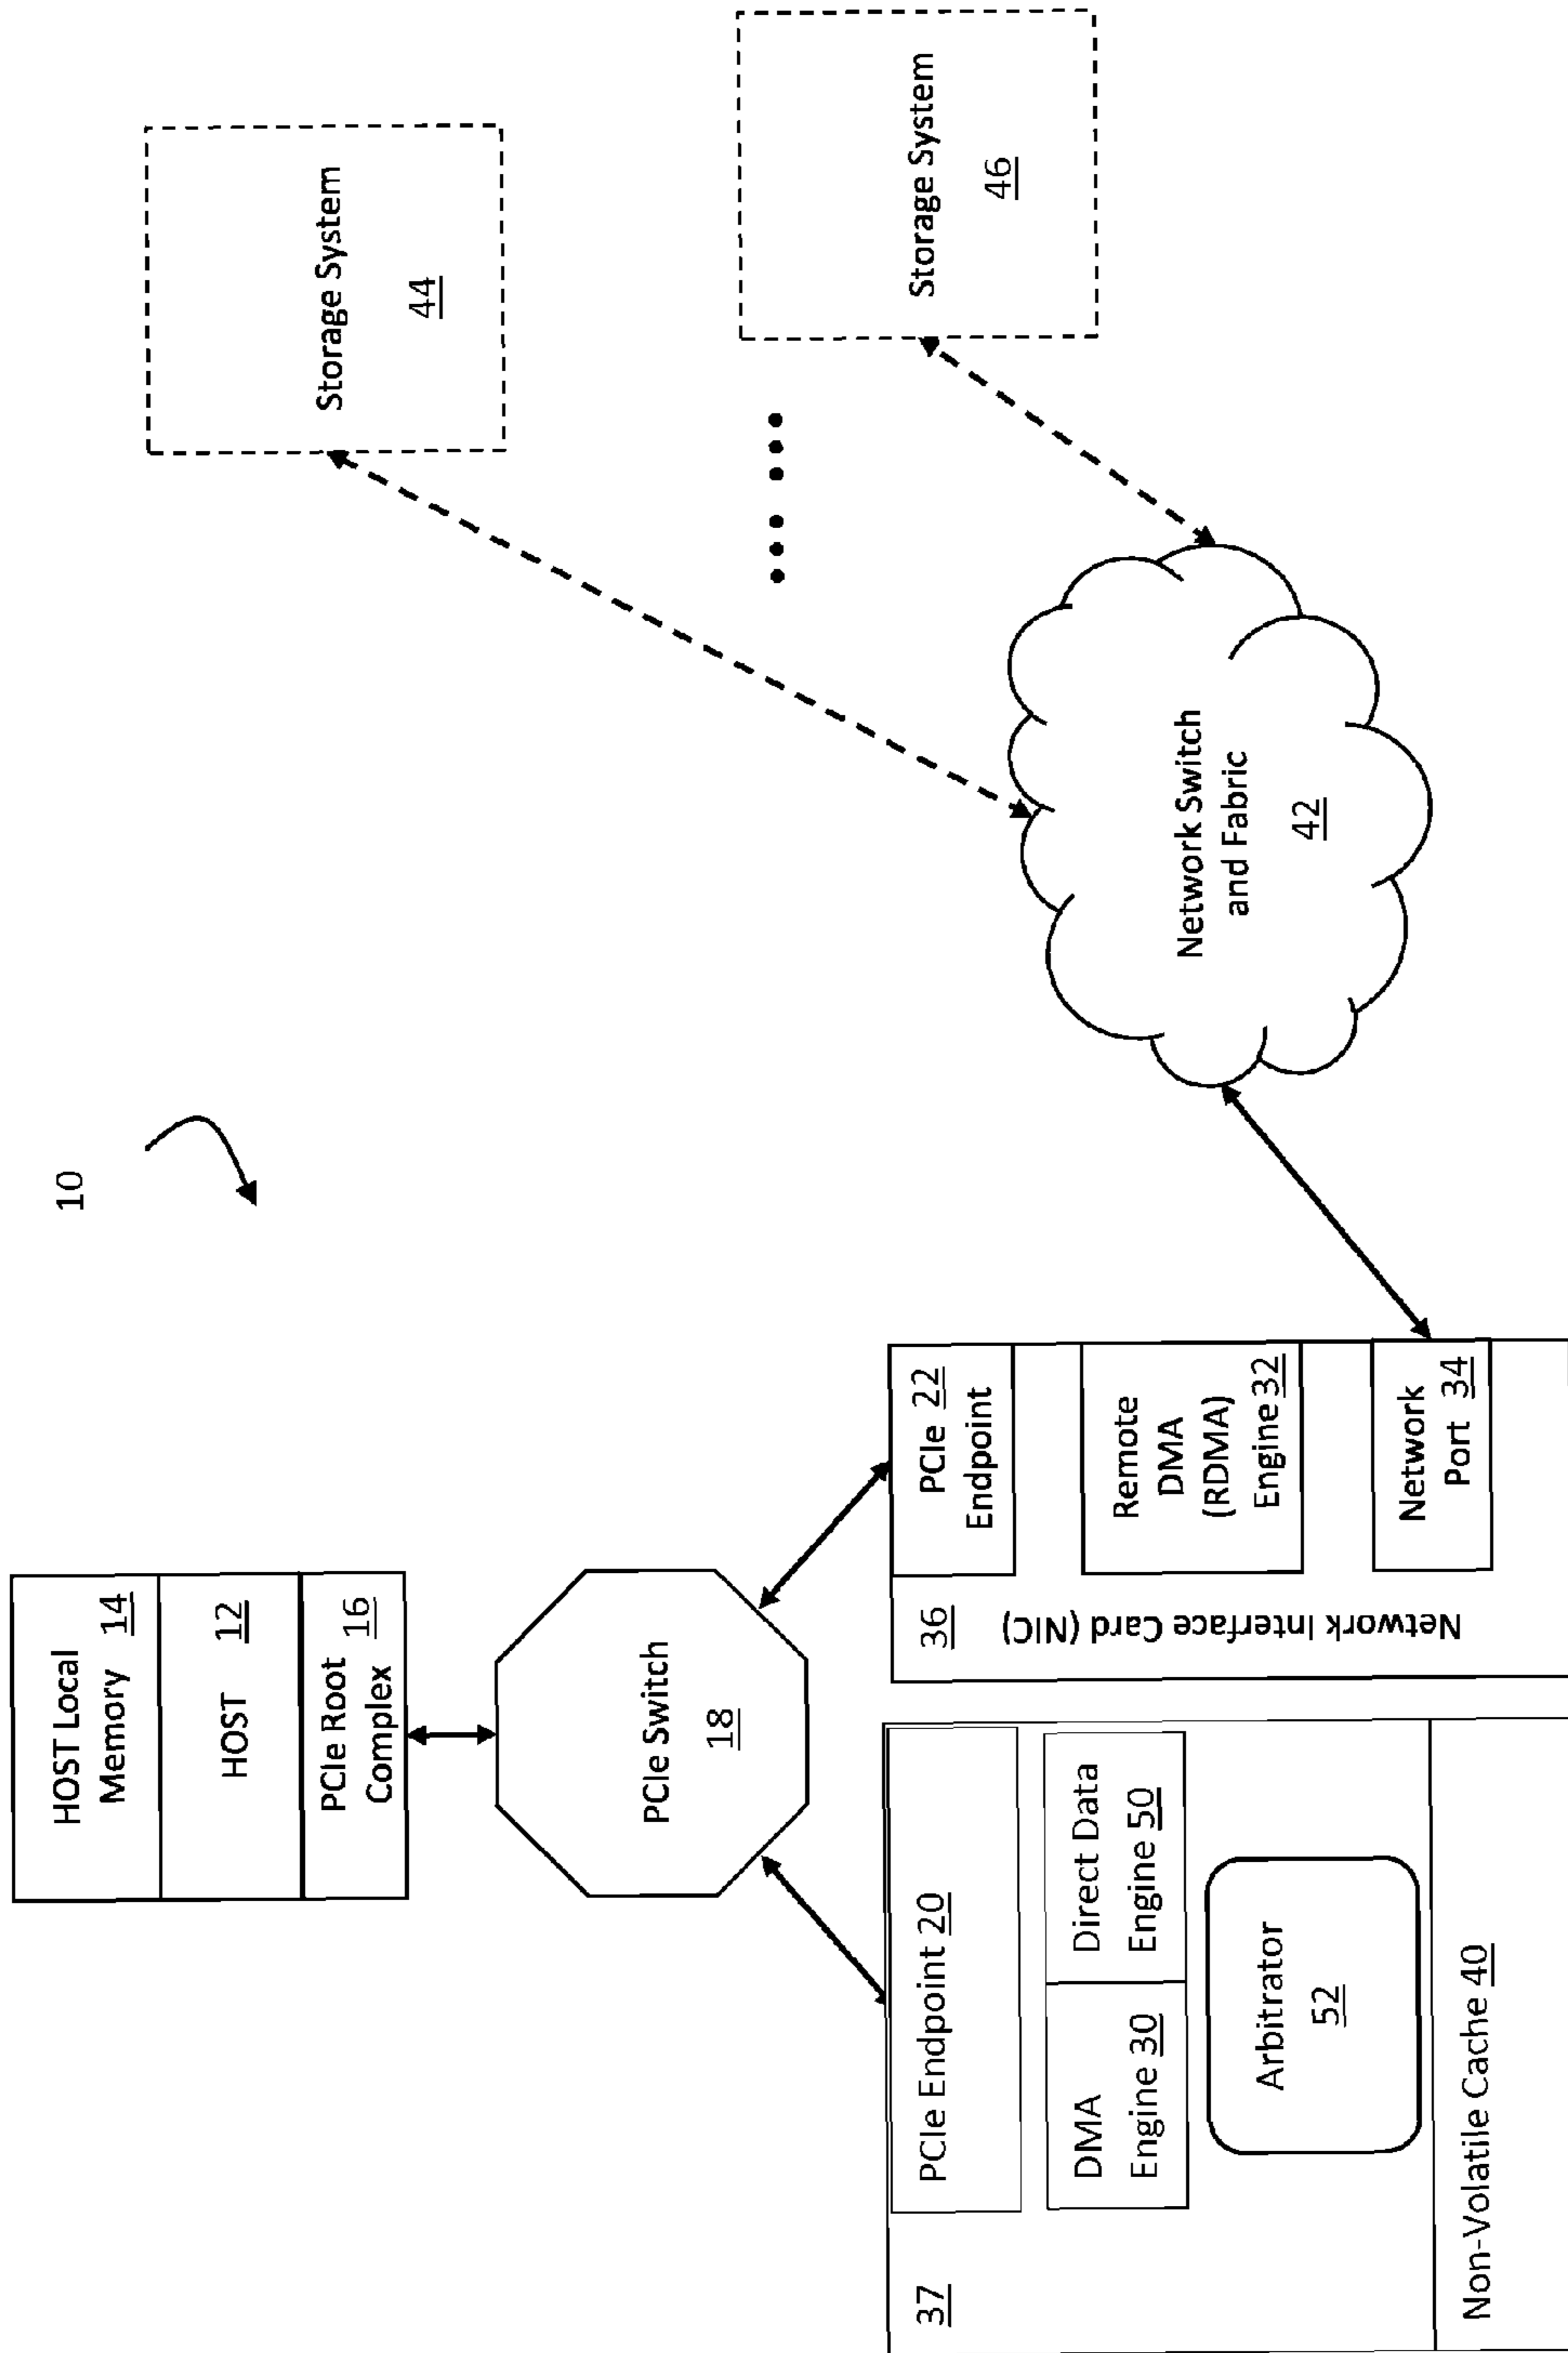 10
HOST Local
Memory 14
HOST 12
PCIe Root 16
Complex
PCIe Switch
18
37
PCIe Endpoint 20
DMA
Engine 30
Direct Data
Engine 50
Arbitrator
52
Non-Volatile Cache 40
36
Network Interface Card (NIC)
PCIe 22
Endpoint
Remote
DMA
(RDMA)
Engine 32
Network
Port 34
Network Switch
and Fabric
42
Storage System
44
Storage System
46